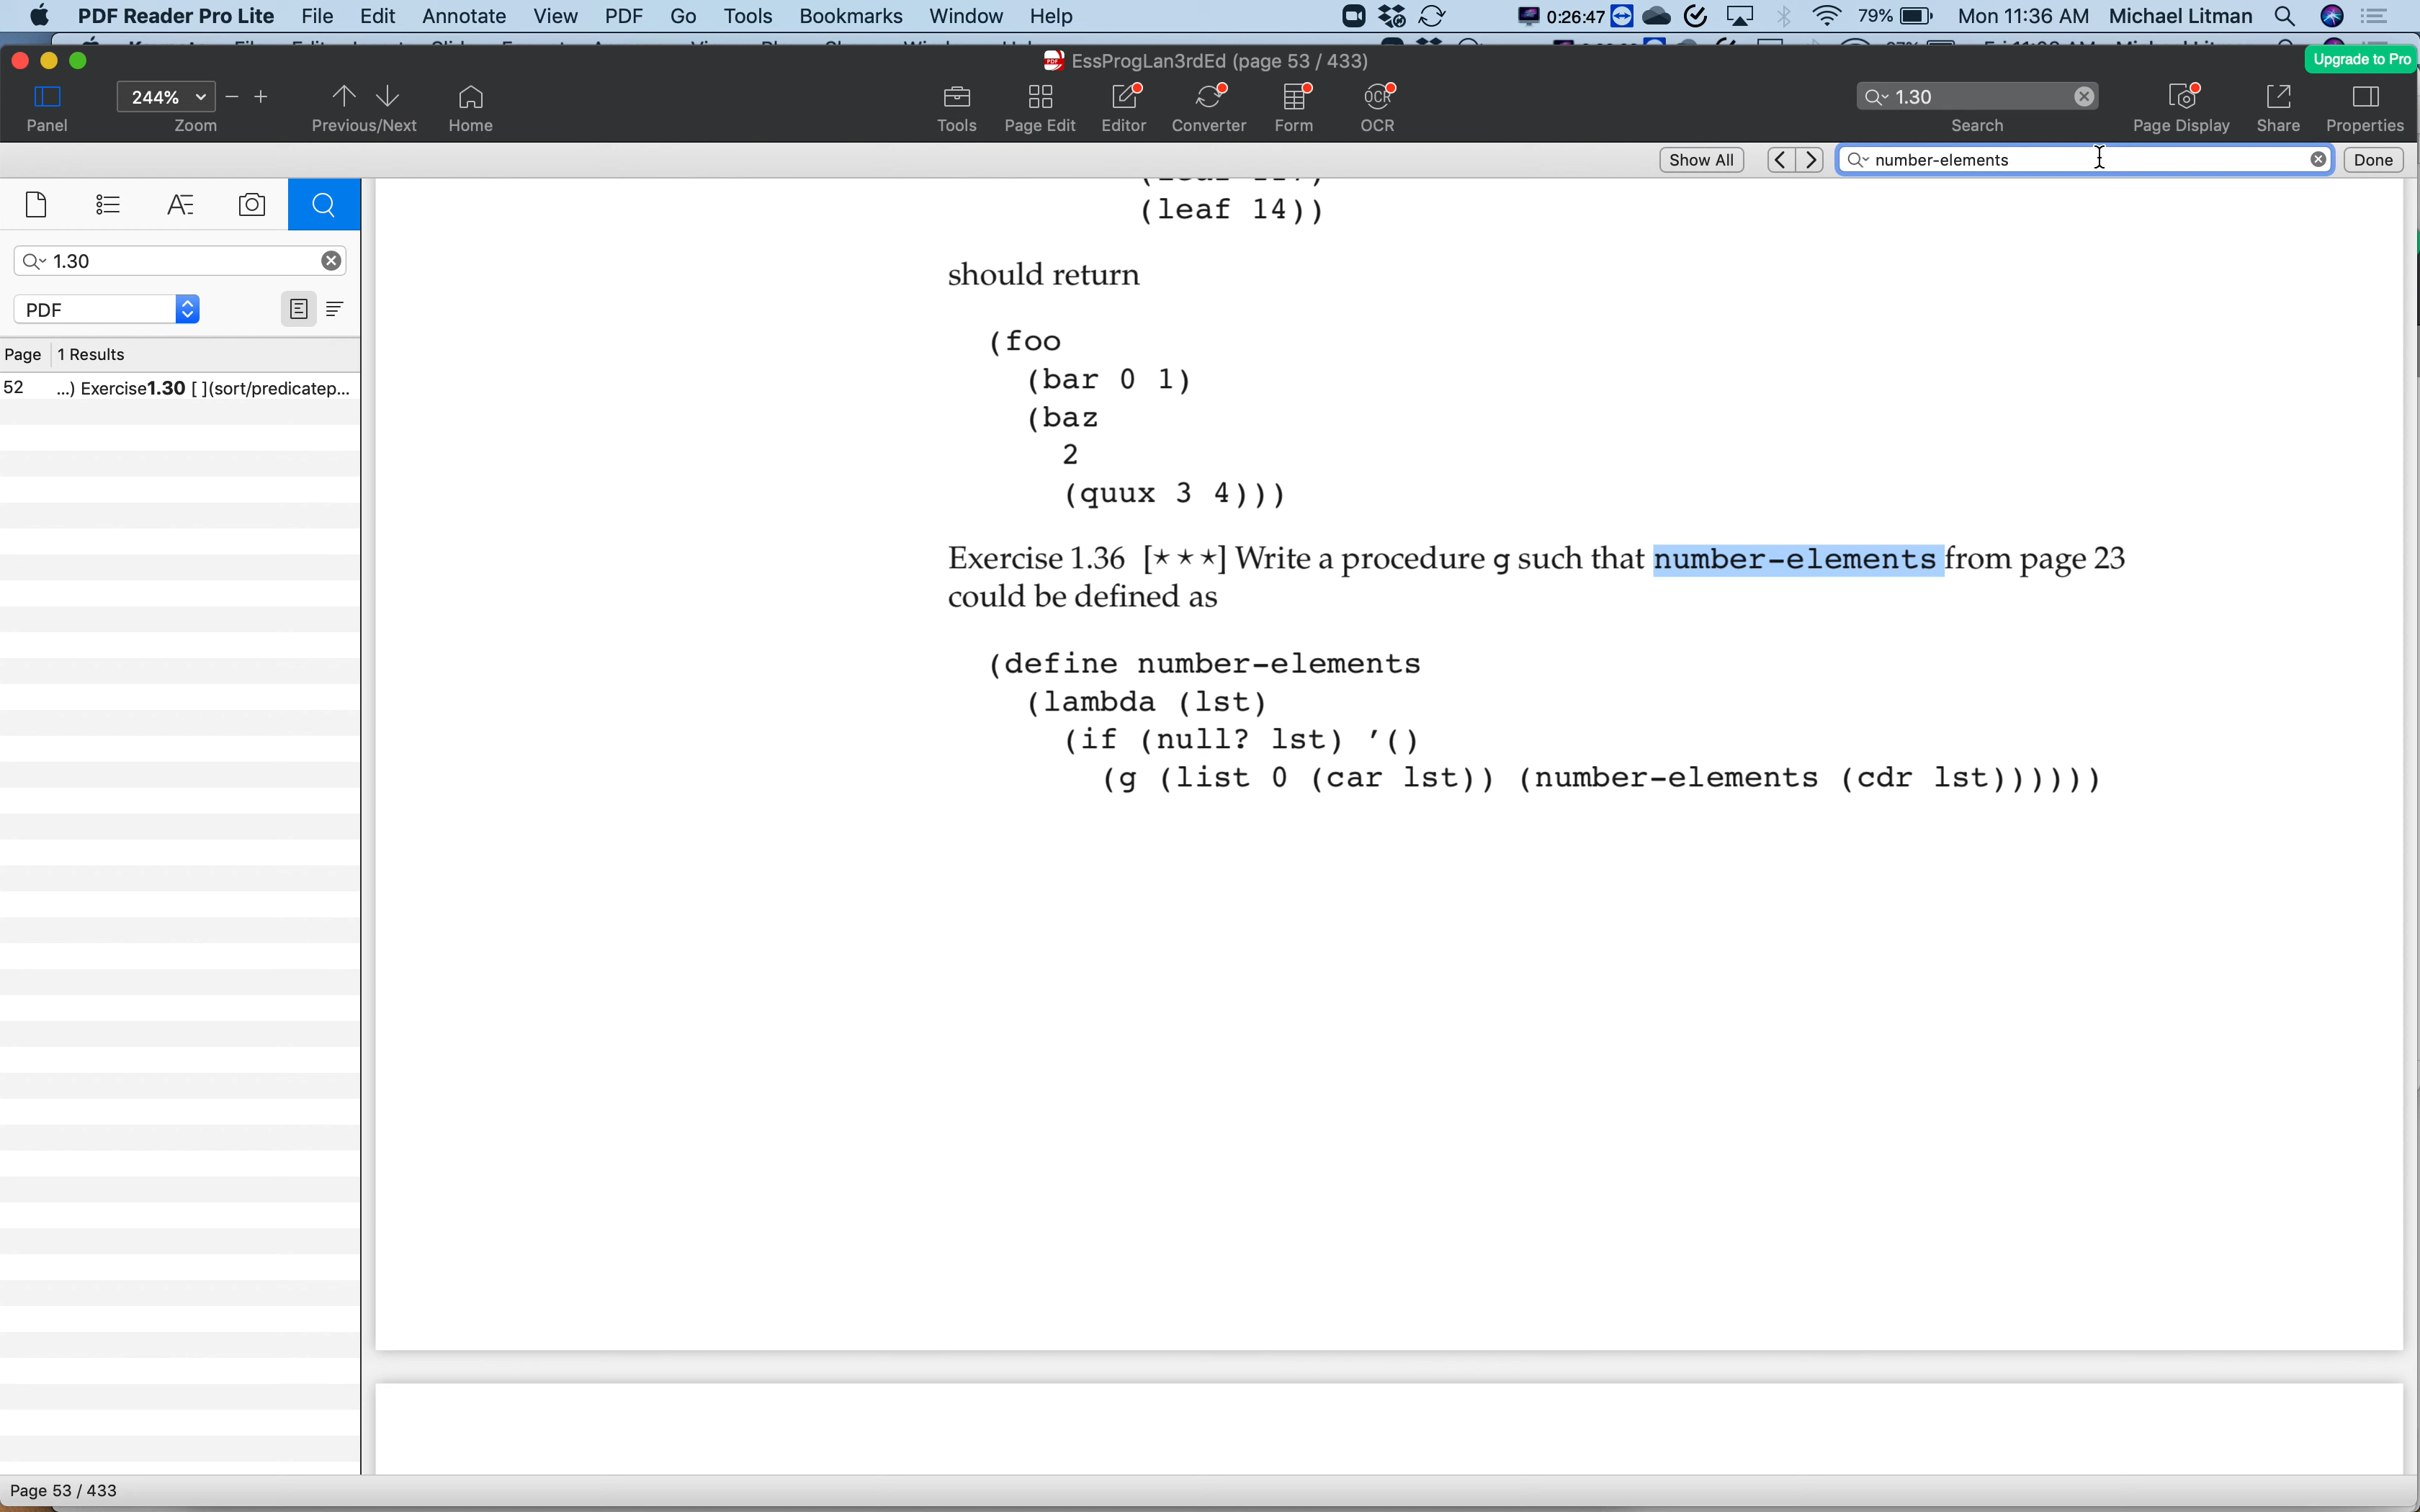 PDF Reader Pro Lite File Edit Annotate View PDF Go Tools Bookmarks Window Help 0:26:47 79% Mon 11:36 AM Michael Litman
EssProgLan3rdEd (page 53 / 433)
Upgrade to Pro
244% OCR 1.30
Panel Zoom Previous/Next Home Tools Page Edit Editor Converter Form OCR Search Page Display Share Properties
Show All number-elements Done
1.30
PDF
Page 1 Results
52 ...) Exercise1.30 [ ](sort/predicatep...
(leaf 14))
should return
(foo
(bar 0 1)
(baz
2
(quux 3 4)))
Exercise 1.36 [⋆ ⋆ ⋆] Write a procedure g such that number-elements from page 23
could be defined as
(define number-elements
(lambda (lst)
(if (null? lst) ’()
(g (list 0 (car lst)) (number-elements (cdr lst))))))
Page 53 / 433